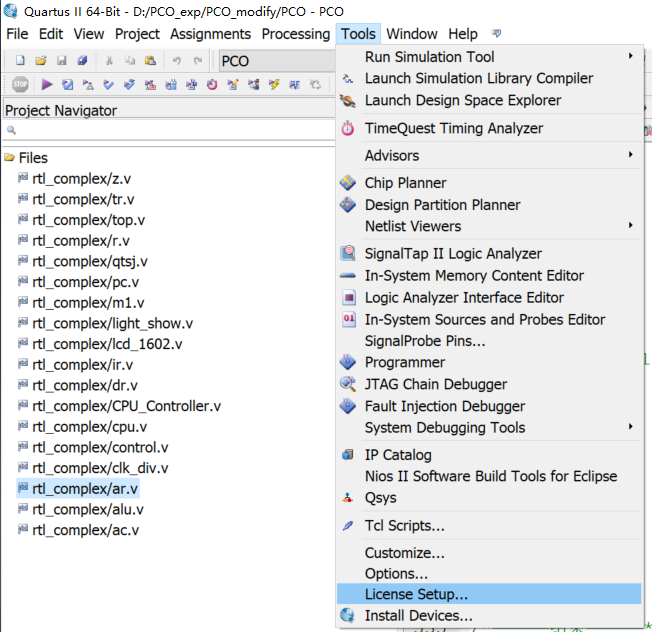 Quartus II 64-Bit - D:/PCO_exp/PCO_modify/PCO - PCO
File Edit View Project Assignments Processing Tools Window Help
PCO
STOP
Project Navigator
Files
rtl_complex/z.v
rtl_complex/tr.v
rtl_complex/top.v
rtl_complex/r.v
rtl_complex/qtsj.v
rtl_complex/pc.v
rtl_complex/m1.v
rtl_complex/light_show.v
rtl_complex/lcd_1602.v
rtl_complex/ir.v
rtl_complex/dr.v
rtl_complex/CPU_Controller.v
rtl_complex/cpu.v
rtl_complex/control.v
rtl_complex/clk_div.v
rtl_complex/ar.v
rtl_complex/alu.v
rtl_complex/ac.v
Run Simulation Tool
Launch Simulation Library Compiler
Launch Design Space Explorer
TimeQuest Timing Analyzer
Advisors
Chip Planner
Design Partition Planner
Netlist Viewers
SignalTap II Logic Analyzer
In-System Memory Content Editor
Logic Analyzer Interface Editor
In-System Sources and Probes Editor
SignalProbe Pins...
Programmer
JTAG Chain Debugger
Fault Injection Debugger
System Debugging Tools
IP Catalog
Nios II Software Build Tools for Eclipse
Qsys
Tcl Scripts...
Customize...
Options...
License Setup...
Install Devices...